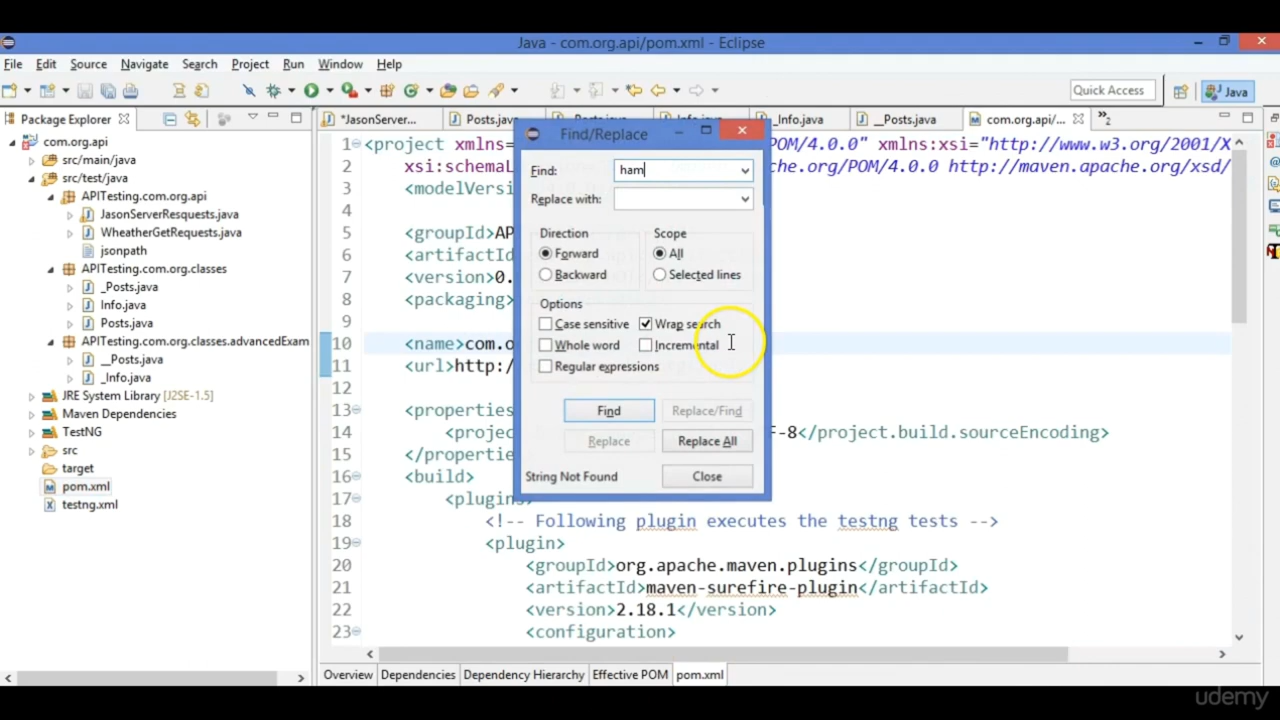 Java - com.org.api/pom.xml - Eclipse
File Edit Source Navigate Search Project Run Window Help
Quick Access
Java
Package Explorer
*JasonServer...
Posts.java
_Info.java
__Posts.java
com.org.api/...
»2
com.org.api
src/main/java
src/test/java
APITesting.com.org.api
JasonServerResquests.java
WheatherGetRequests.java
jsonpath
APITesting.com.org.classes
_Posts.java
Info.java
Posts.java
APITesting.com.org.classes.advancedExam
__Posts.java
_Info.java
JRE System Library [J2SE-1.5]
Maven Dependencies
TestNG
src
target
pom.xml
testng.xml
1 <project xmlns= POM/4.0.0" xmlns:xsi="http://www.w3.org/2001/X
2 xsi:schemaL che.org/POM/4.0.0 http://maven.apache.org/xsd/
3 <modelVers
4
5 <groupId>AP
6 <artifactId
7 <version>0.
8 <packaging>
9
10 <name>com.o
11 <url>http:/
12
13 <properties
14 <projec F-8</project.build.sourceEncoding>
15 </propertie
16 <build>
17 <plugins>
18 <!-- Following plugin executes the testng tests -->
19 <plugin>
20 <groupId>org.apache.maven.plugins</groupId>
21 <artifactId>maven-surefire-plugin</artifactId>
22 <version>2.18.1</version>
23 <configuration>
Find/Replace
Find: ham
Replace with:
Direction
Forward
Backward
Scope
All
Selected lines
Options
Case sensitive
Wrap search
Whole word
Incremental
Regular expressions
Find
Replace/Find
Replace
Replace All
String Not Found
Close
Overview Dependencies Dependency Hierarchy Effective POM pom.xml
udemy